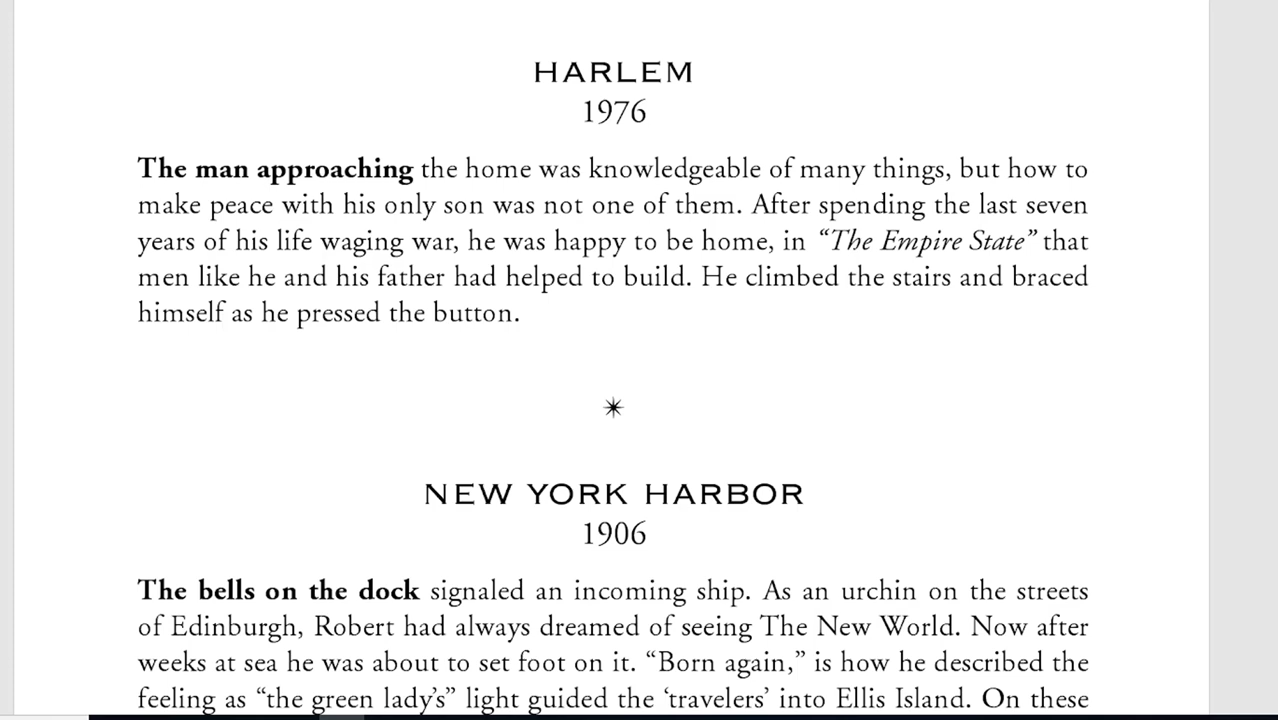 HARLEM
1976
The man approaching the home was knowledgeable of many things, but how to
make peace with his only son was not one of them. After spending the last seven
years of his life waging war, he was happy to be home, in “The Empire State” that
men like he and his father had helped to build. He climbed the stairs and braced
himself as he pressed the button.
NEW YORK HARBOR
1906
The bells on the dock signaled an incoming ship. As an urchin on the streets
of Edinburgh, Robert had always dreamed of seeing The New World. Now after
weeks at sea he was about to set foot on it. “Born again,” is how he described the
feeling as “the green lady’s” light guided the ‘travelers’ into Ellis Island. On these